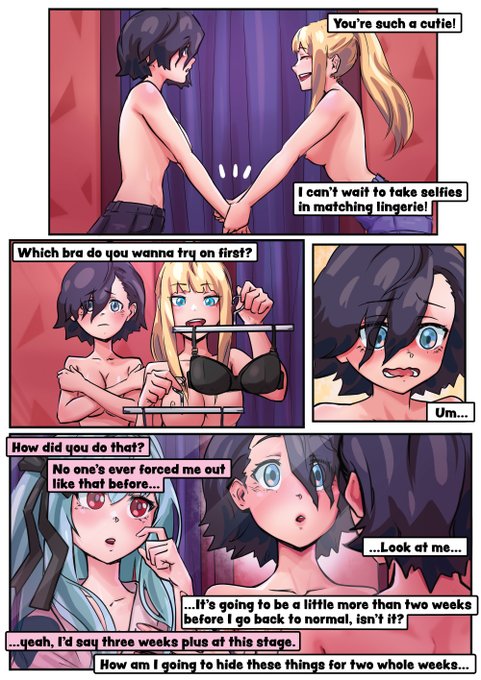 You're such a cutie!
I can't wait to take selfies
in matching lingerie!
Which bra do you wanna try on first?
Um...
How did you do that?
No one's ever forced me out
like that before...
...Look at me...
...It's going to be a little more than two weeks
before I go back to normal, isn't it?
...yeah, I'd say three weeks plus at this stage.
How am I going to hide these things for two whole weeks...